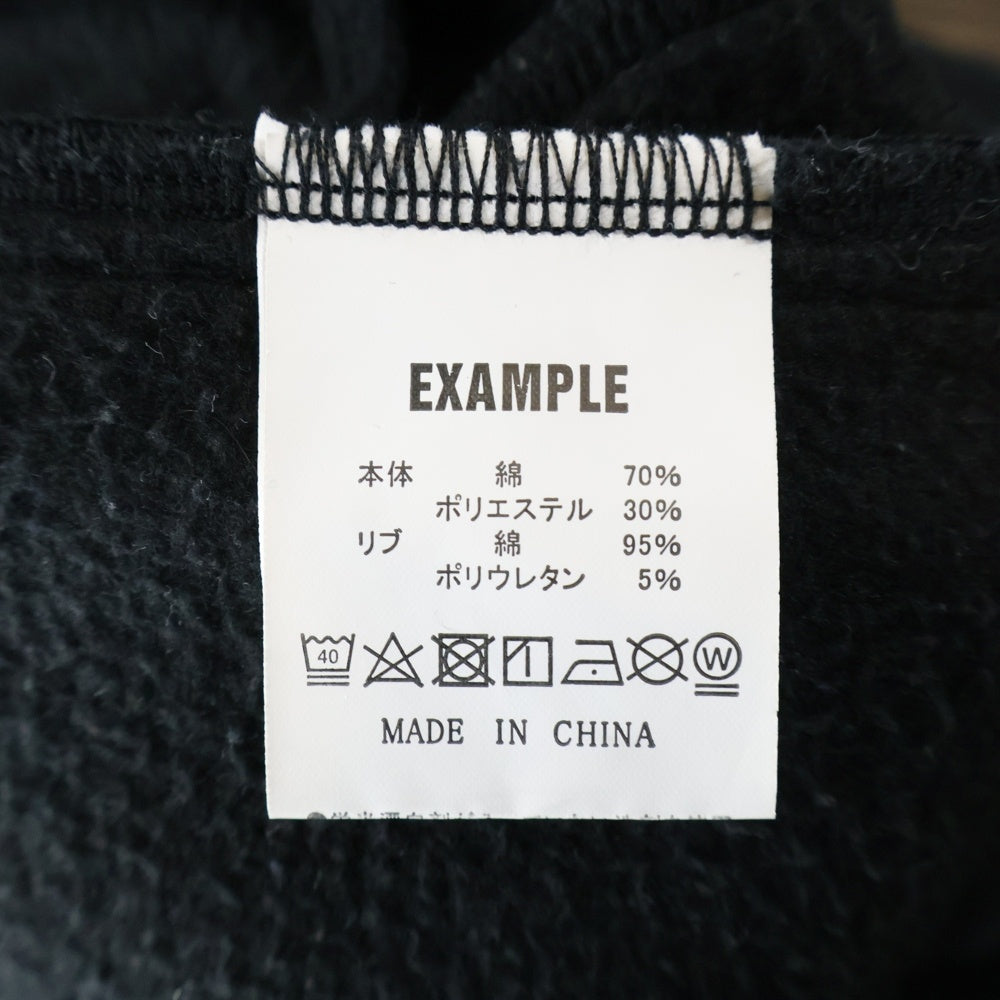 EXAMPLE
本体 綿 70%
ポリエステル 30%
リブ 綿 95%
ポリウレタン 5%
40
W
MADE IN CHINA